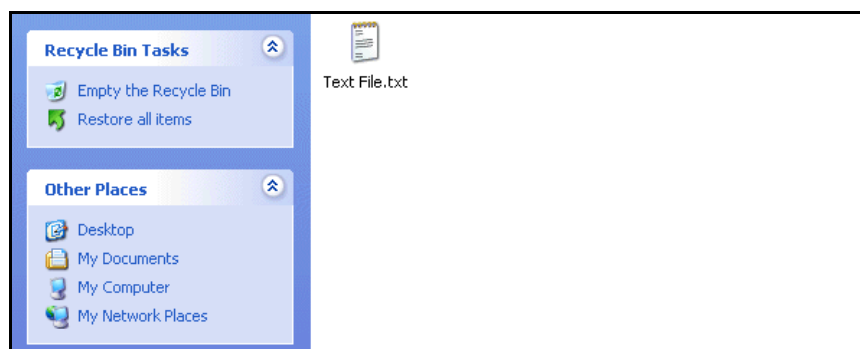 Recycle Bin Tasks
Empty the Recycle Bin
Restore all items
Other Places
Desktop
My Documents
My Computer
My Network Places
Text File.txt